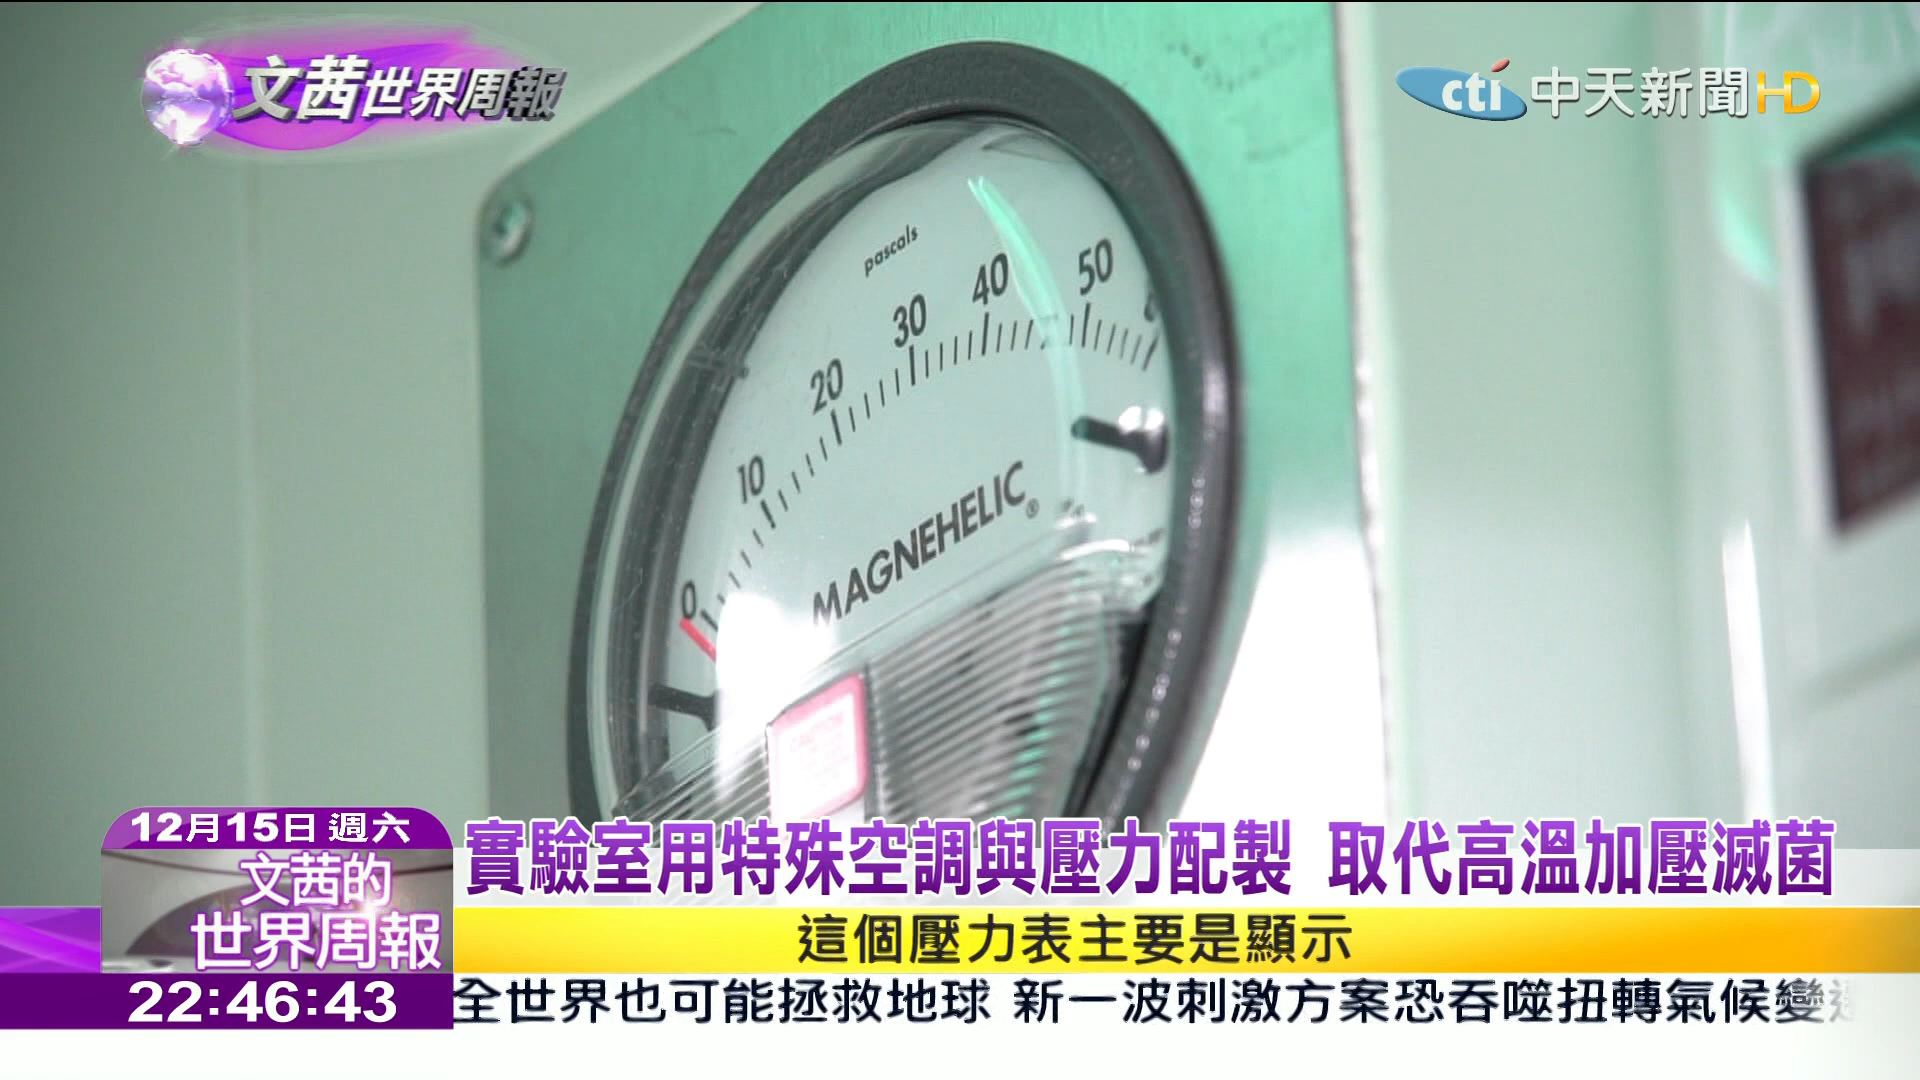 文茜世界周報
cti 中天新聞HD
pascals
0
10
20
30
40
50
MAGNEHELIC®
CAUTION
12月15日 週六
文茜的
世界周報
22:46:43
實驗室用特殊空調與壓力配製 取代高溫加壓滅菌
這個壓力表主要是顯示
全世界也可能拯救地球 新一波刺激方案恐吞噬扭轉氣候變遷